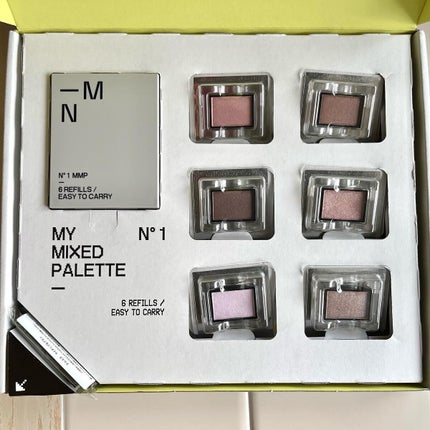 —M
N
N°1 MMP
—
6 REFILLS /
EASY TO CARRY
MY N°1
MIXED
PALETTE
—
6 REFILLS /
EASY TO CARRY